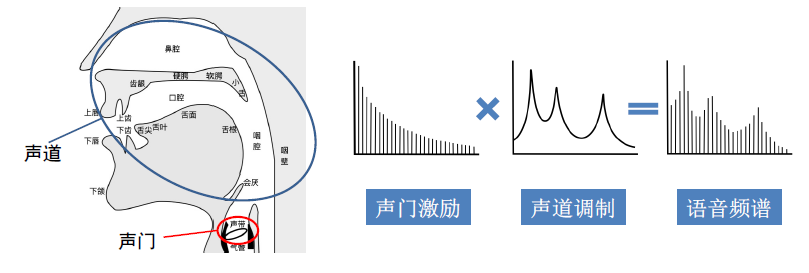 鼻腔
硬腭
软腭
小舌
齿龈
口腔
上唇
上齿
舌面
下唇
下齿
舌尖
舌叶
舌根
咽腔
咽壁
声道
会厌
下颌
声带
声门
气管
声门激励
×
声道调制
=
语音频谱